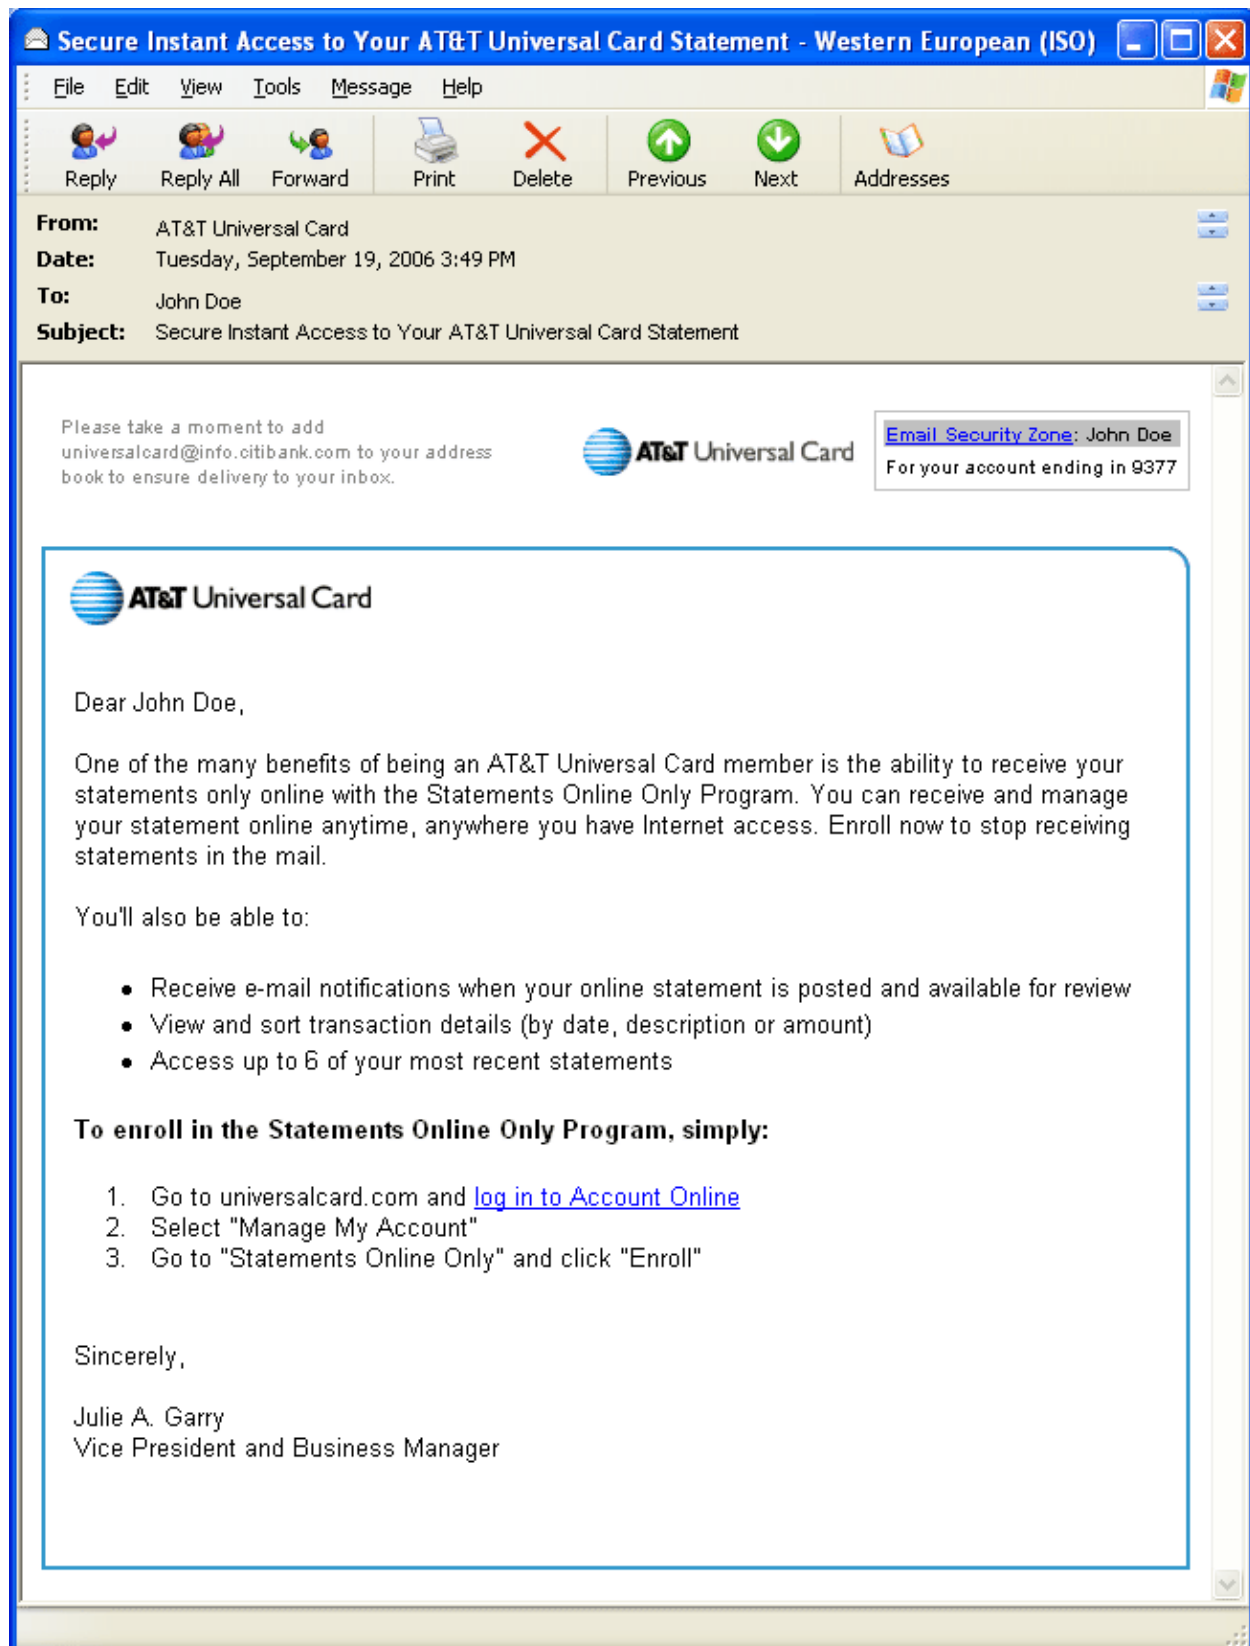 Secure Instant Access to Your AT&T Universal Card Statement - Western European (ISO)
File Edit View Tools Message Help
Reply Reply All Forward Print Delete Previous Next Addresses
From: AT&T Universal Card
Date: Tuesday, September 19, 2006 3:49 PM
To: John Doe
Subject: Secure Instant Access to Your AT&T Universal Card Statement
Please take a moment to add
universalcard@info.citibank.com to your address
book to ensure delivery to your inbox.
AT&T Universal Card
Email Security Zone: John Doe
For your account ending in 9377
AT&T Universal Card
Dear John Doe,
One of the many benefits of being an AT&T Universal Card member is the ability to receive your
statements only online with the Statements Online Only Program. You can receive and manage
your statement online anytime, anywhere you have Internet access. Enroll now to stop receiving
statements in the mail.
You'll also be able to:
• Receive e-mail notifications when your online statement is posted and available for review
• View and sort transaction details (by date, description or amount)
• Access up to 6 of your most recent statements
To enroll in the Statements Online Only Program, simply:
1. Go to universalcard.com and log in to Account Online
2. Select "Manage My Account"
3. Go to "Statements Online Only" and click "Enroll"
Sincerely,
Julie A. Garry
Vice President and Business Manager